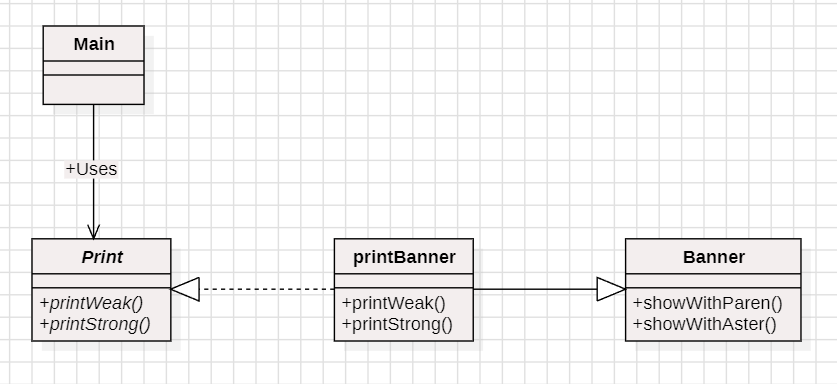 Main
+Uses
Print
+printWeak()
+printStrong()
printBanner
+printWeak()
+printStrong()
Banner
+showWithParen()
+showWithAster()